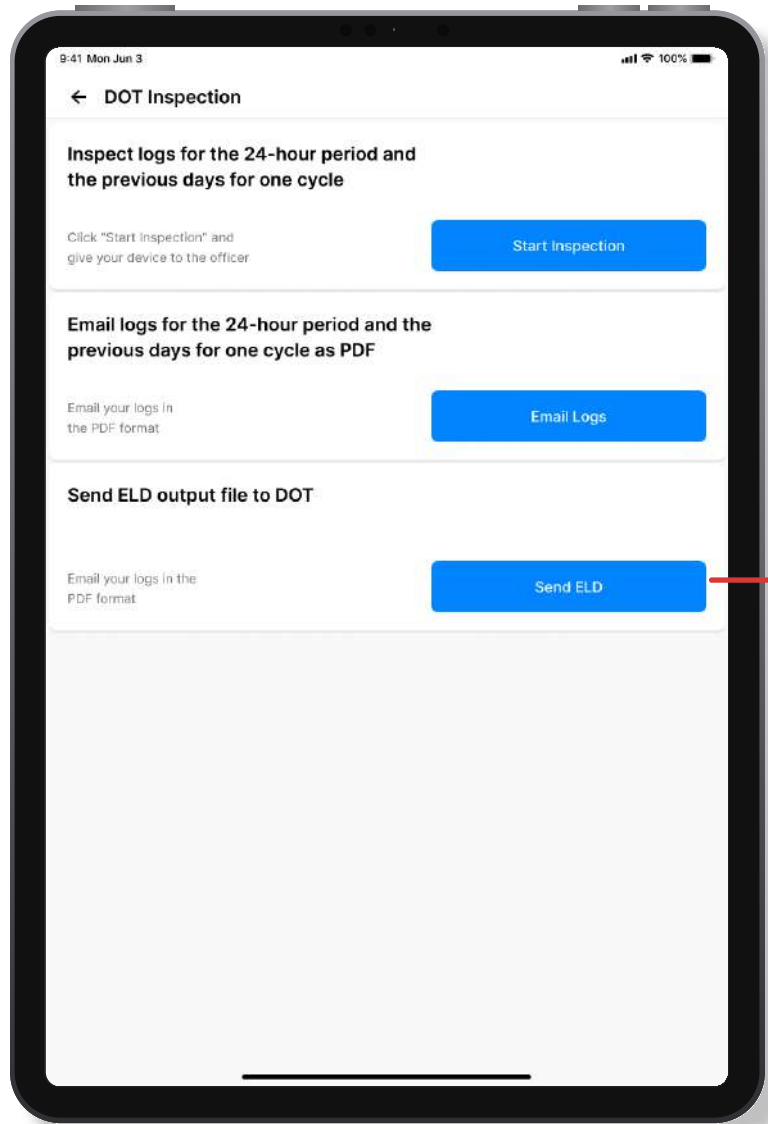 9:41 Mon Jun 3
100%
DOT Inspection
Inspect logs for the 24-hour period and
the previous days for one cycle
Click "Start Inspection" and
give your device to the officer
Start Inspection
Email logs for the 24-hour period and the
previous days for one cycle as PDF
Email your logs in
the PDF format
Email Logs
Send ELD output file to DOT
Email your logs in the
PDF format
Send ELD